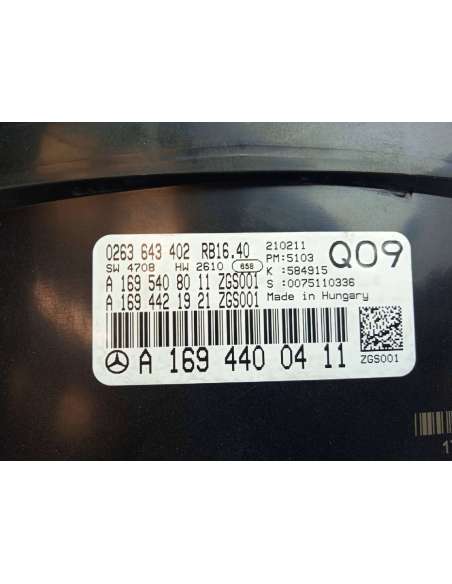 0263 643 402 RB16.40
SW 4708 HW 2610 658
A 169 540 80 11 ZGS001
A 169 442 19 21 ZGS001
210211
PM:5103
K :584915
S :0075110336
Made in Hungary
Q09
A 169 440 04 11
ZGS001